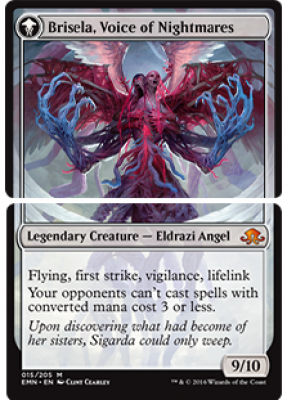 Brisela, Voice of Nightmares
Legendary Creature — Eldrazi Angel
Flying, first strike, vigilance, lifelink
Your opponents can't cast spells with
converted mana cost 3 or less.
Upon discovering what had become of
her sisters, Sigarda could only weep.
9/10
015/205 M
EMN • EN Clint Cearley
™ & © 2016 Wizards of the Coast